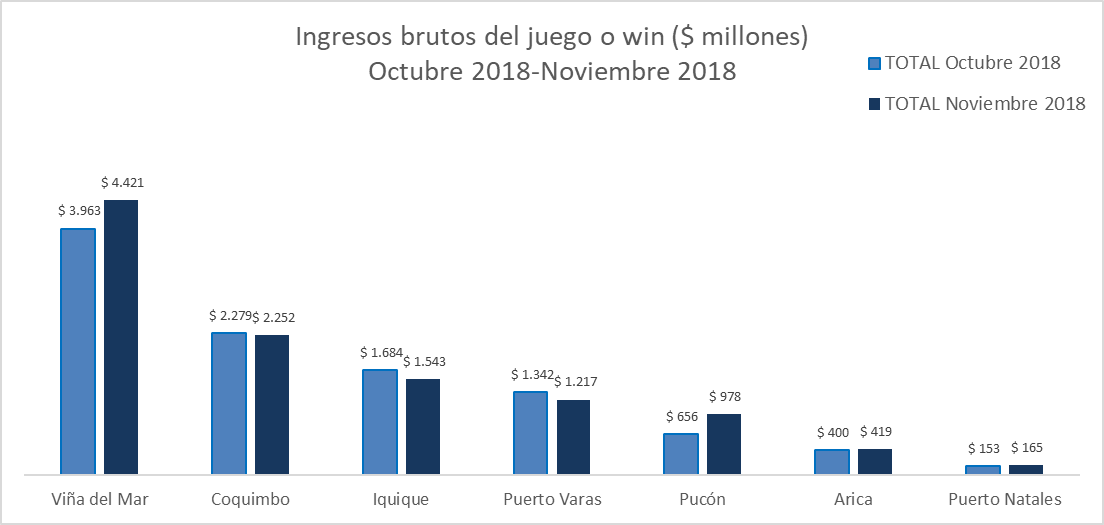 Ingresos brutos del juego o win ($ millones)
Octubre 2018-Noviembre 2018
TOTAL Octubre 2018
TOTAL Noviembre 2018
$ 3.963
$ 4.421
$ 2.279
$ 2.252
$ 1.684
$ 1.543
$ 1.342
$ 1.217
$ 656
$ 978
$ 400
$ 419
$ 153
$ 165
Viña del Mar
Coquimbo
Iquique
Puerto Varas
Pucón
Arica
Puerto Natales